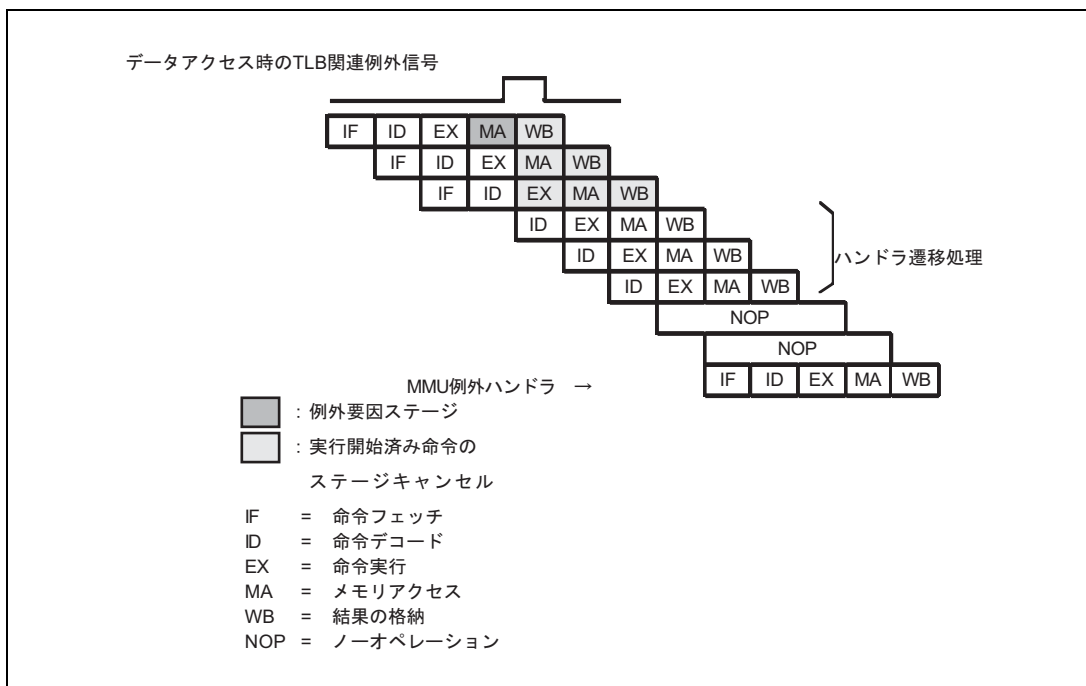 データアクセス時のTLB関連例外信号
IF ID EX MA WB
IF ID EX MA WB
IF ID EX MA WB
ID EX MA WB
ID EX MA WB
ハンドラ遷移処理
ID EX MA WB
NOP
NOP
MMU例外ハンドラ →
IF ID EX MA WB
: 例外要因ステージ
: 実行開始済み命令の
ステージキャンセル
IF = 命令フェッチ
ID = 命令デコード
EX = 命令実行
MA = メモリアクセス
WB = 結果の格納
NOP = ノーオペレーション